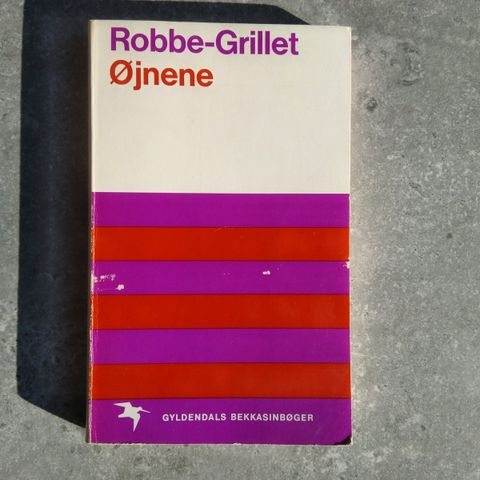 Robbe-Grillet
Øjnene
GYLDENDALS BEKKASINBØGER